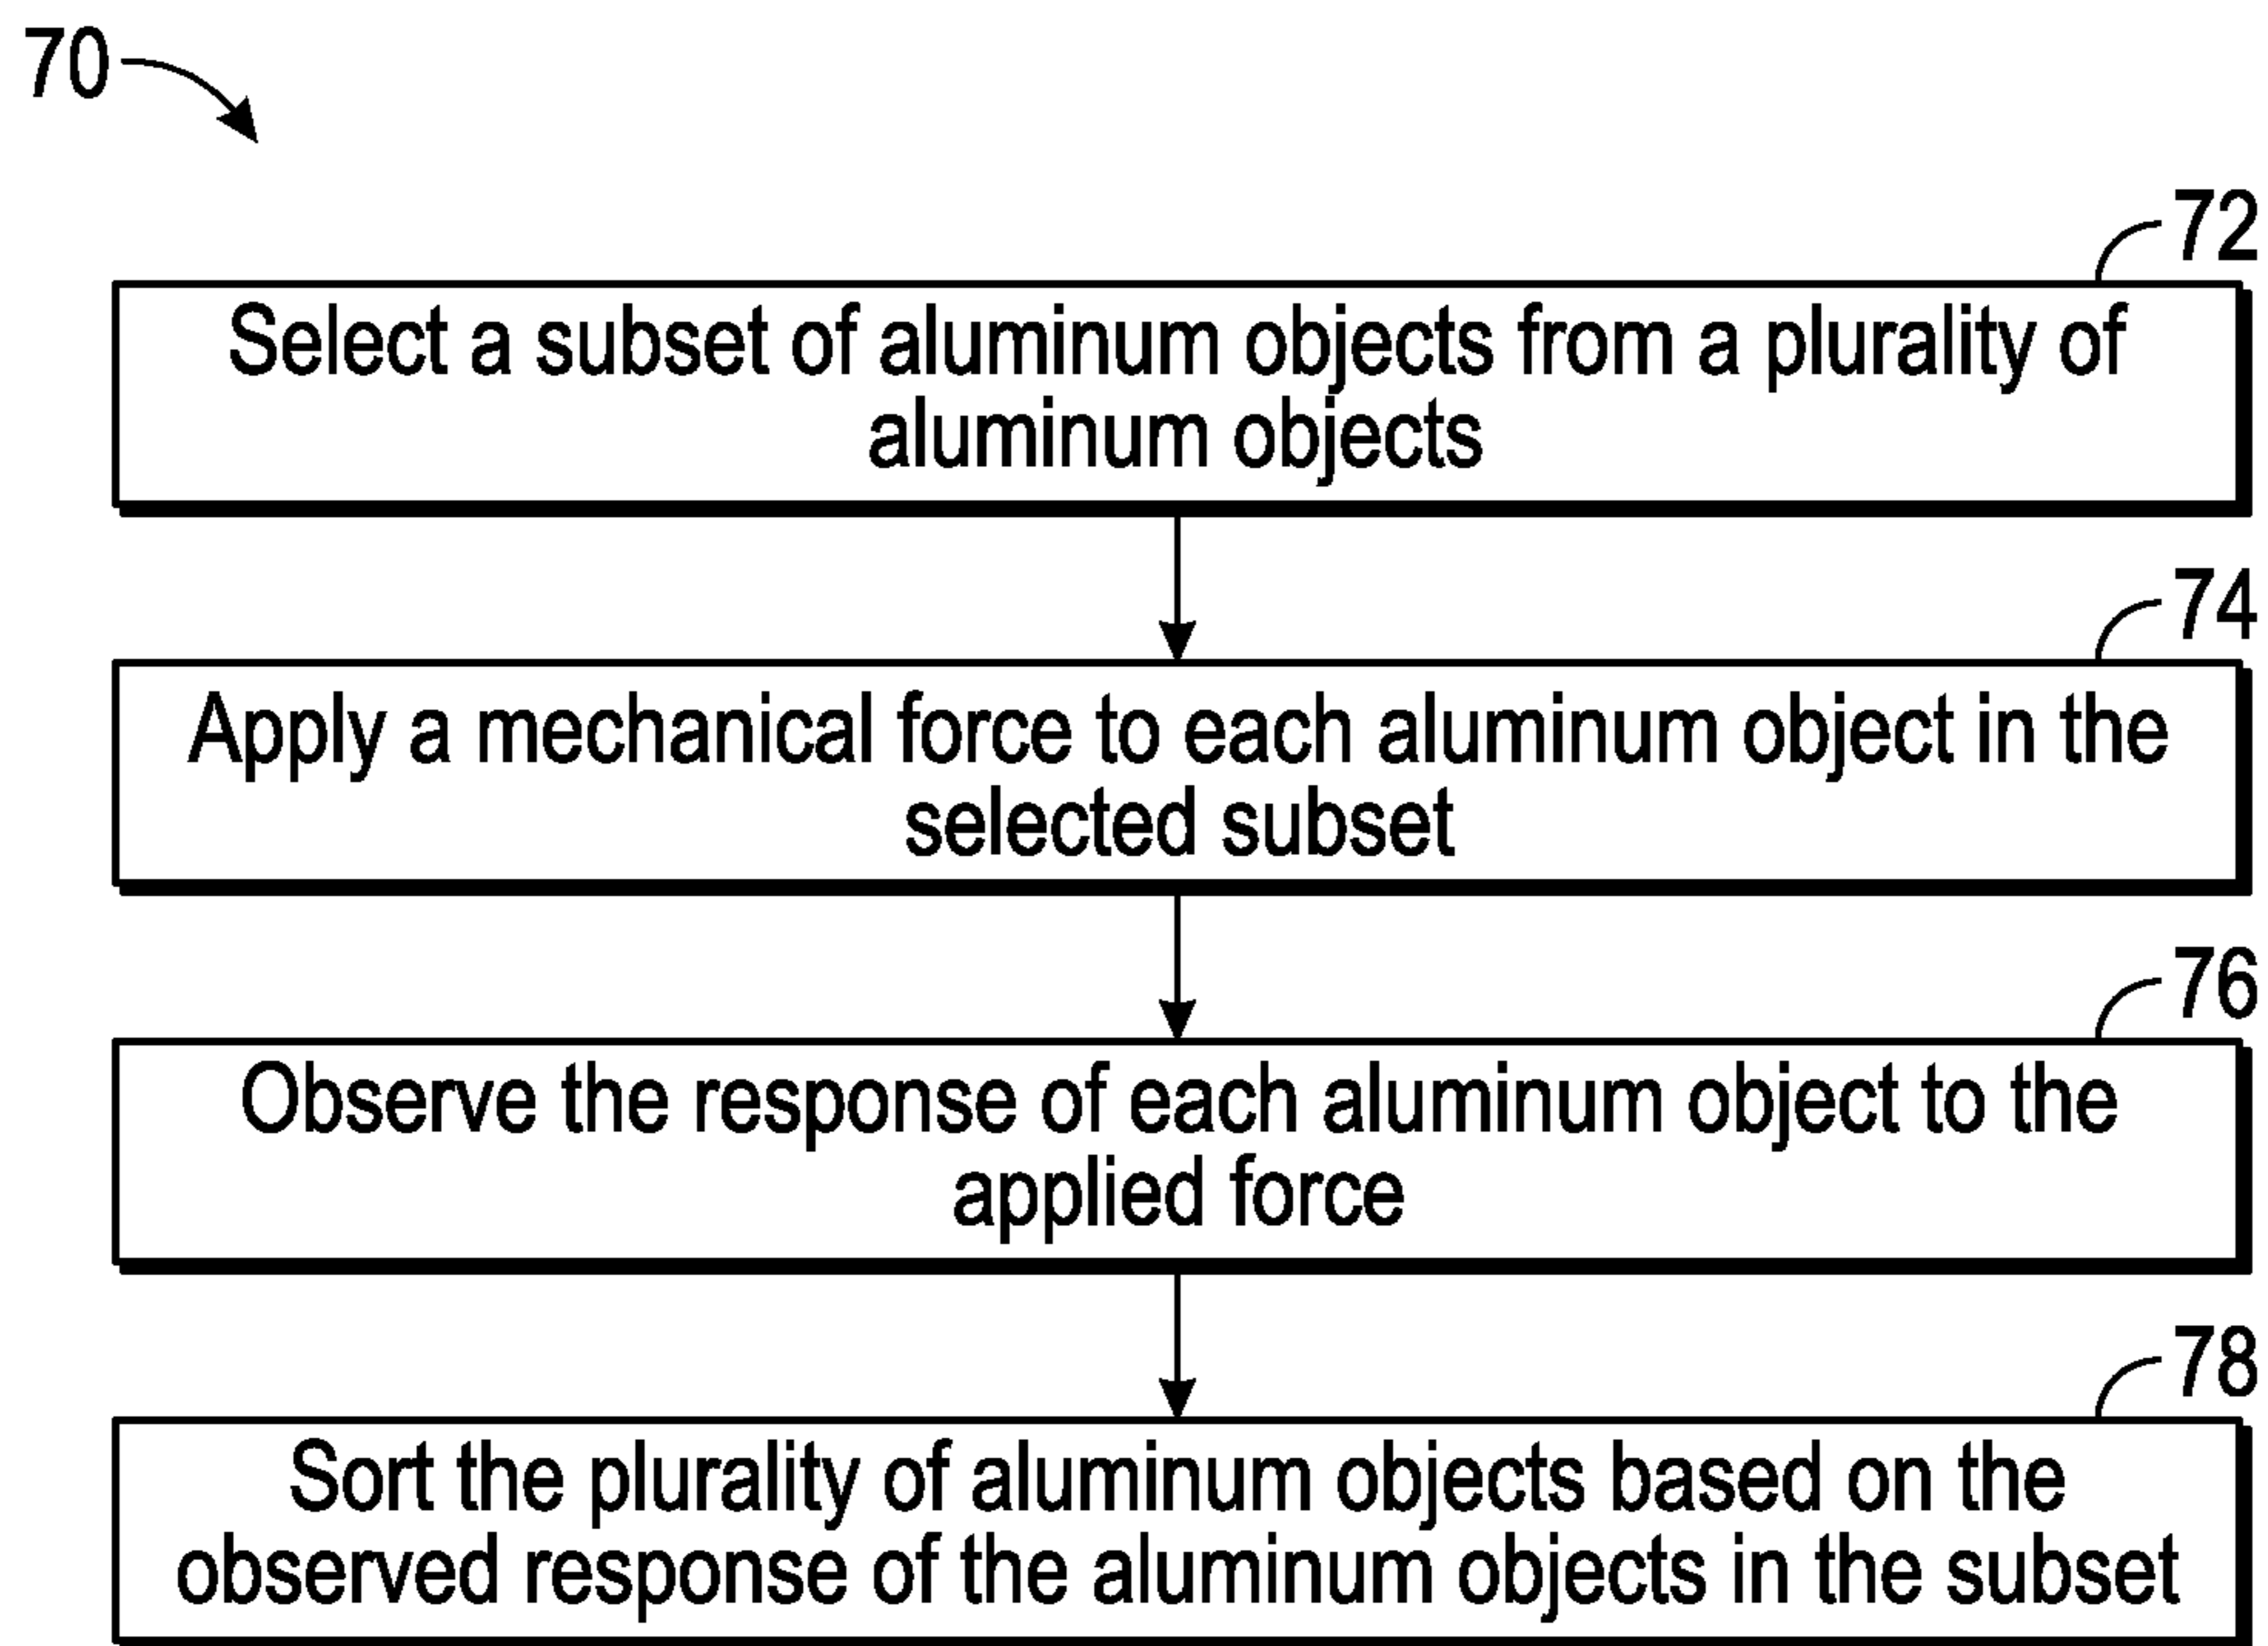 70
72
Select a subset of aluminum objects from a plurality of
aluminum objects
74
Apply a mechanical force to each aluminum object in the
selected subset
76
Observe the response of each aluminum object to the
applied force
78
Sort the plurality of aluminum objects based on the
observed response of the aluminum objects in the subset